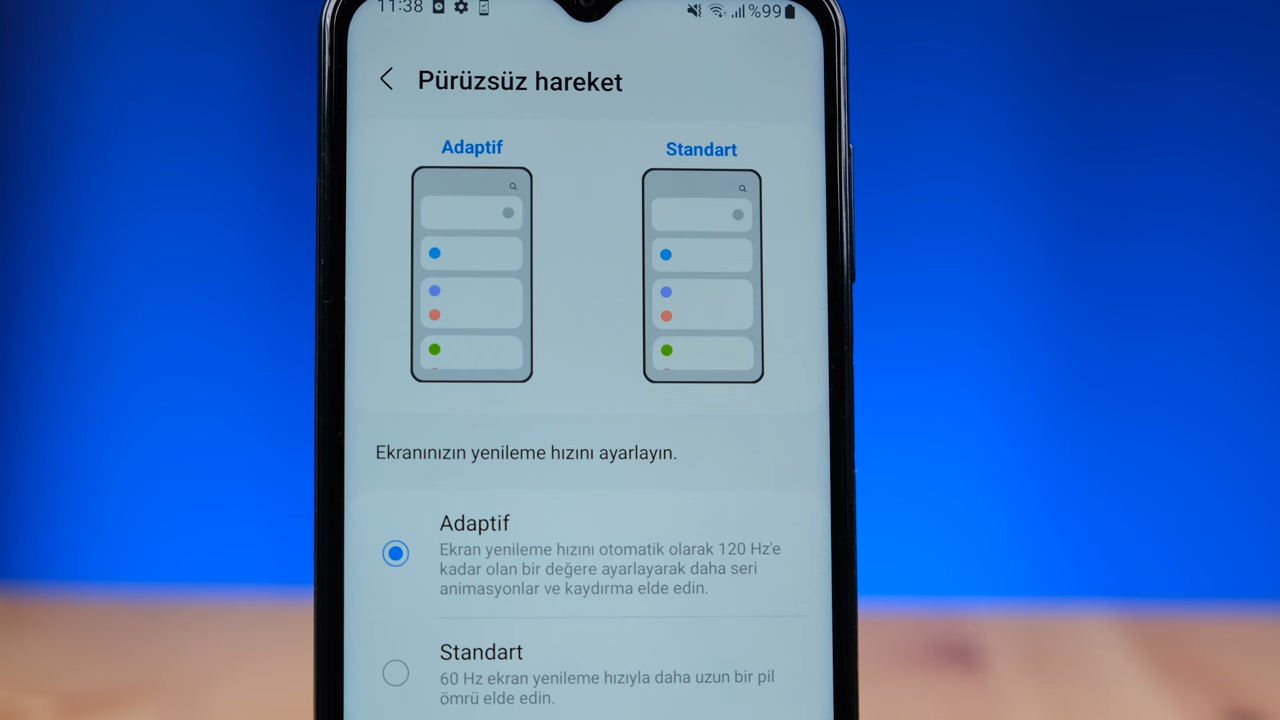 11:38 %99
Pürüzsüz hareket
Adaptif Standart
Ekranınızın yenileme hızını ayarlayın.
Adaptif
Ekran yenileme hızını otomatik olarak 120 Hz'e
kadar olan bir değere ayarlayarak daha seri
animasyonlar ve kaydırma elde edin.
Standart
60 Hz ekran yenileme hızıyla daha uzun bir pil
ömrü elde edin.